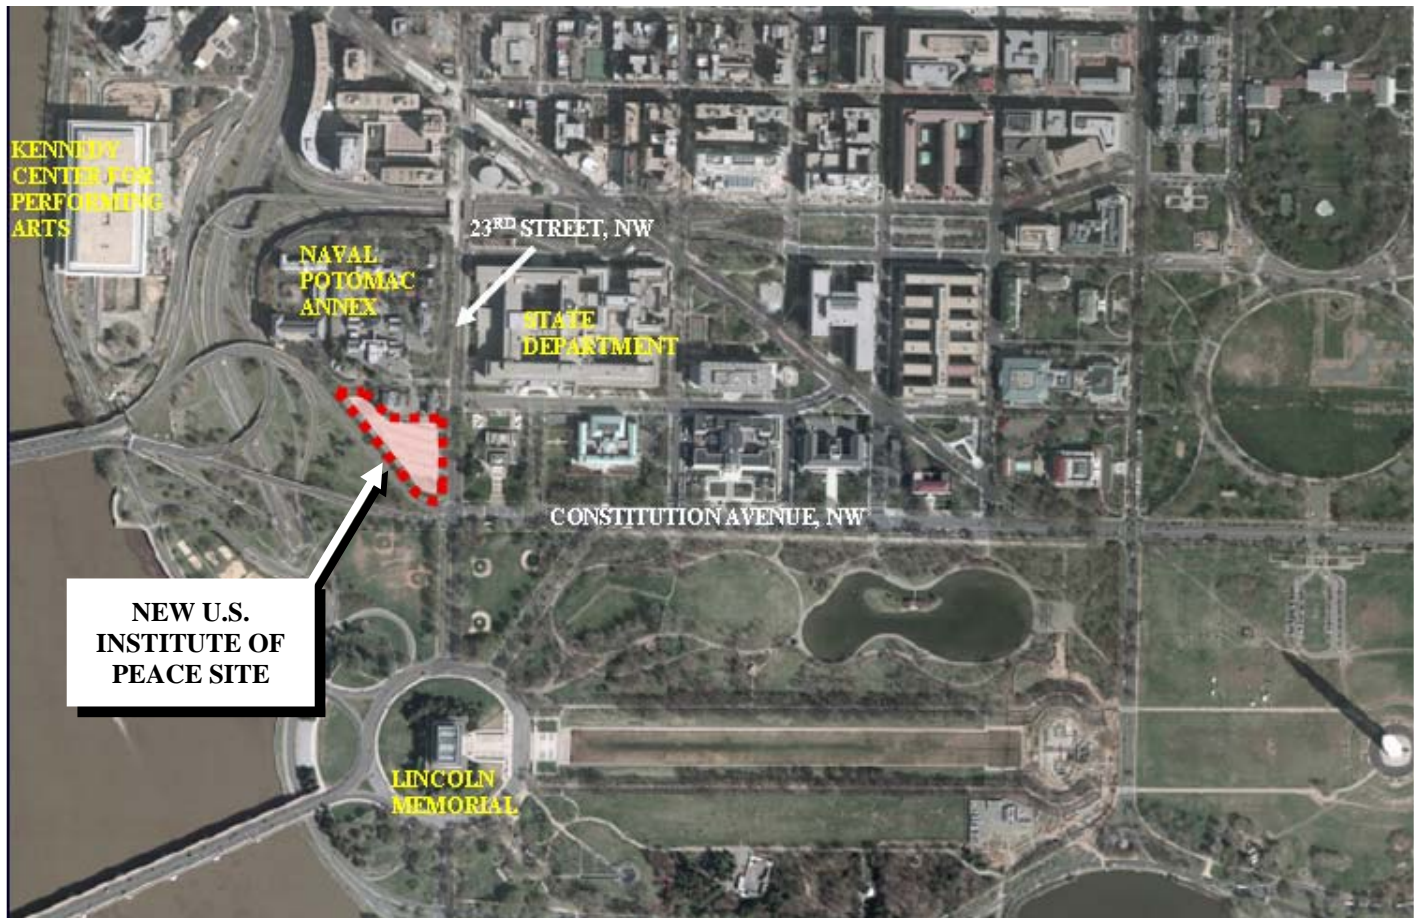 KENNEDY
CENTER FOR
PERFORMING
ARTS
23RD STREET, NW
NAVAL
POTOMAC
ANNEX
STATE
DEPARTMENT
CONSTITUTION AVENUE, NW
NEW U.S.
INSTITUTE OF
PEACE SITE
LINCOLN
MEMORIAL